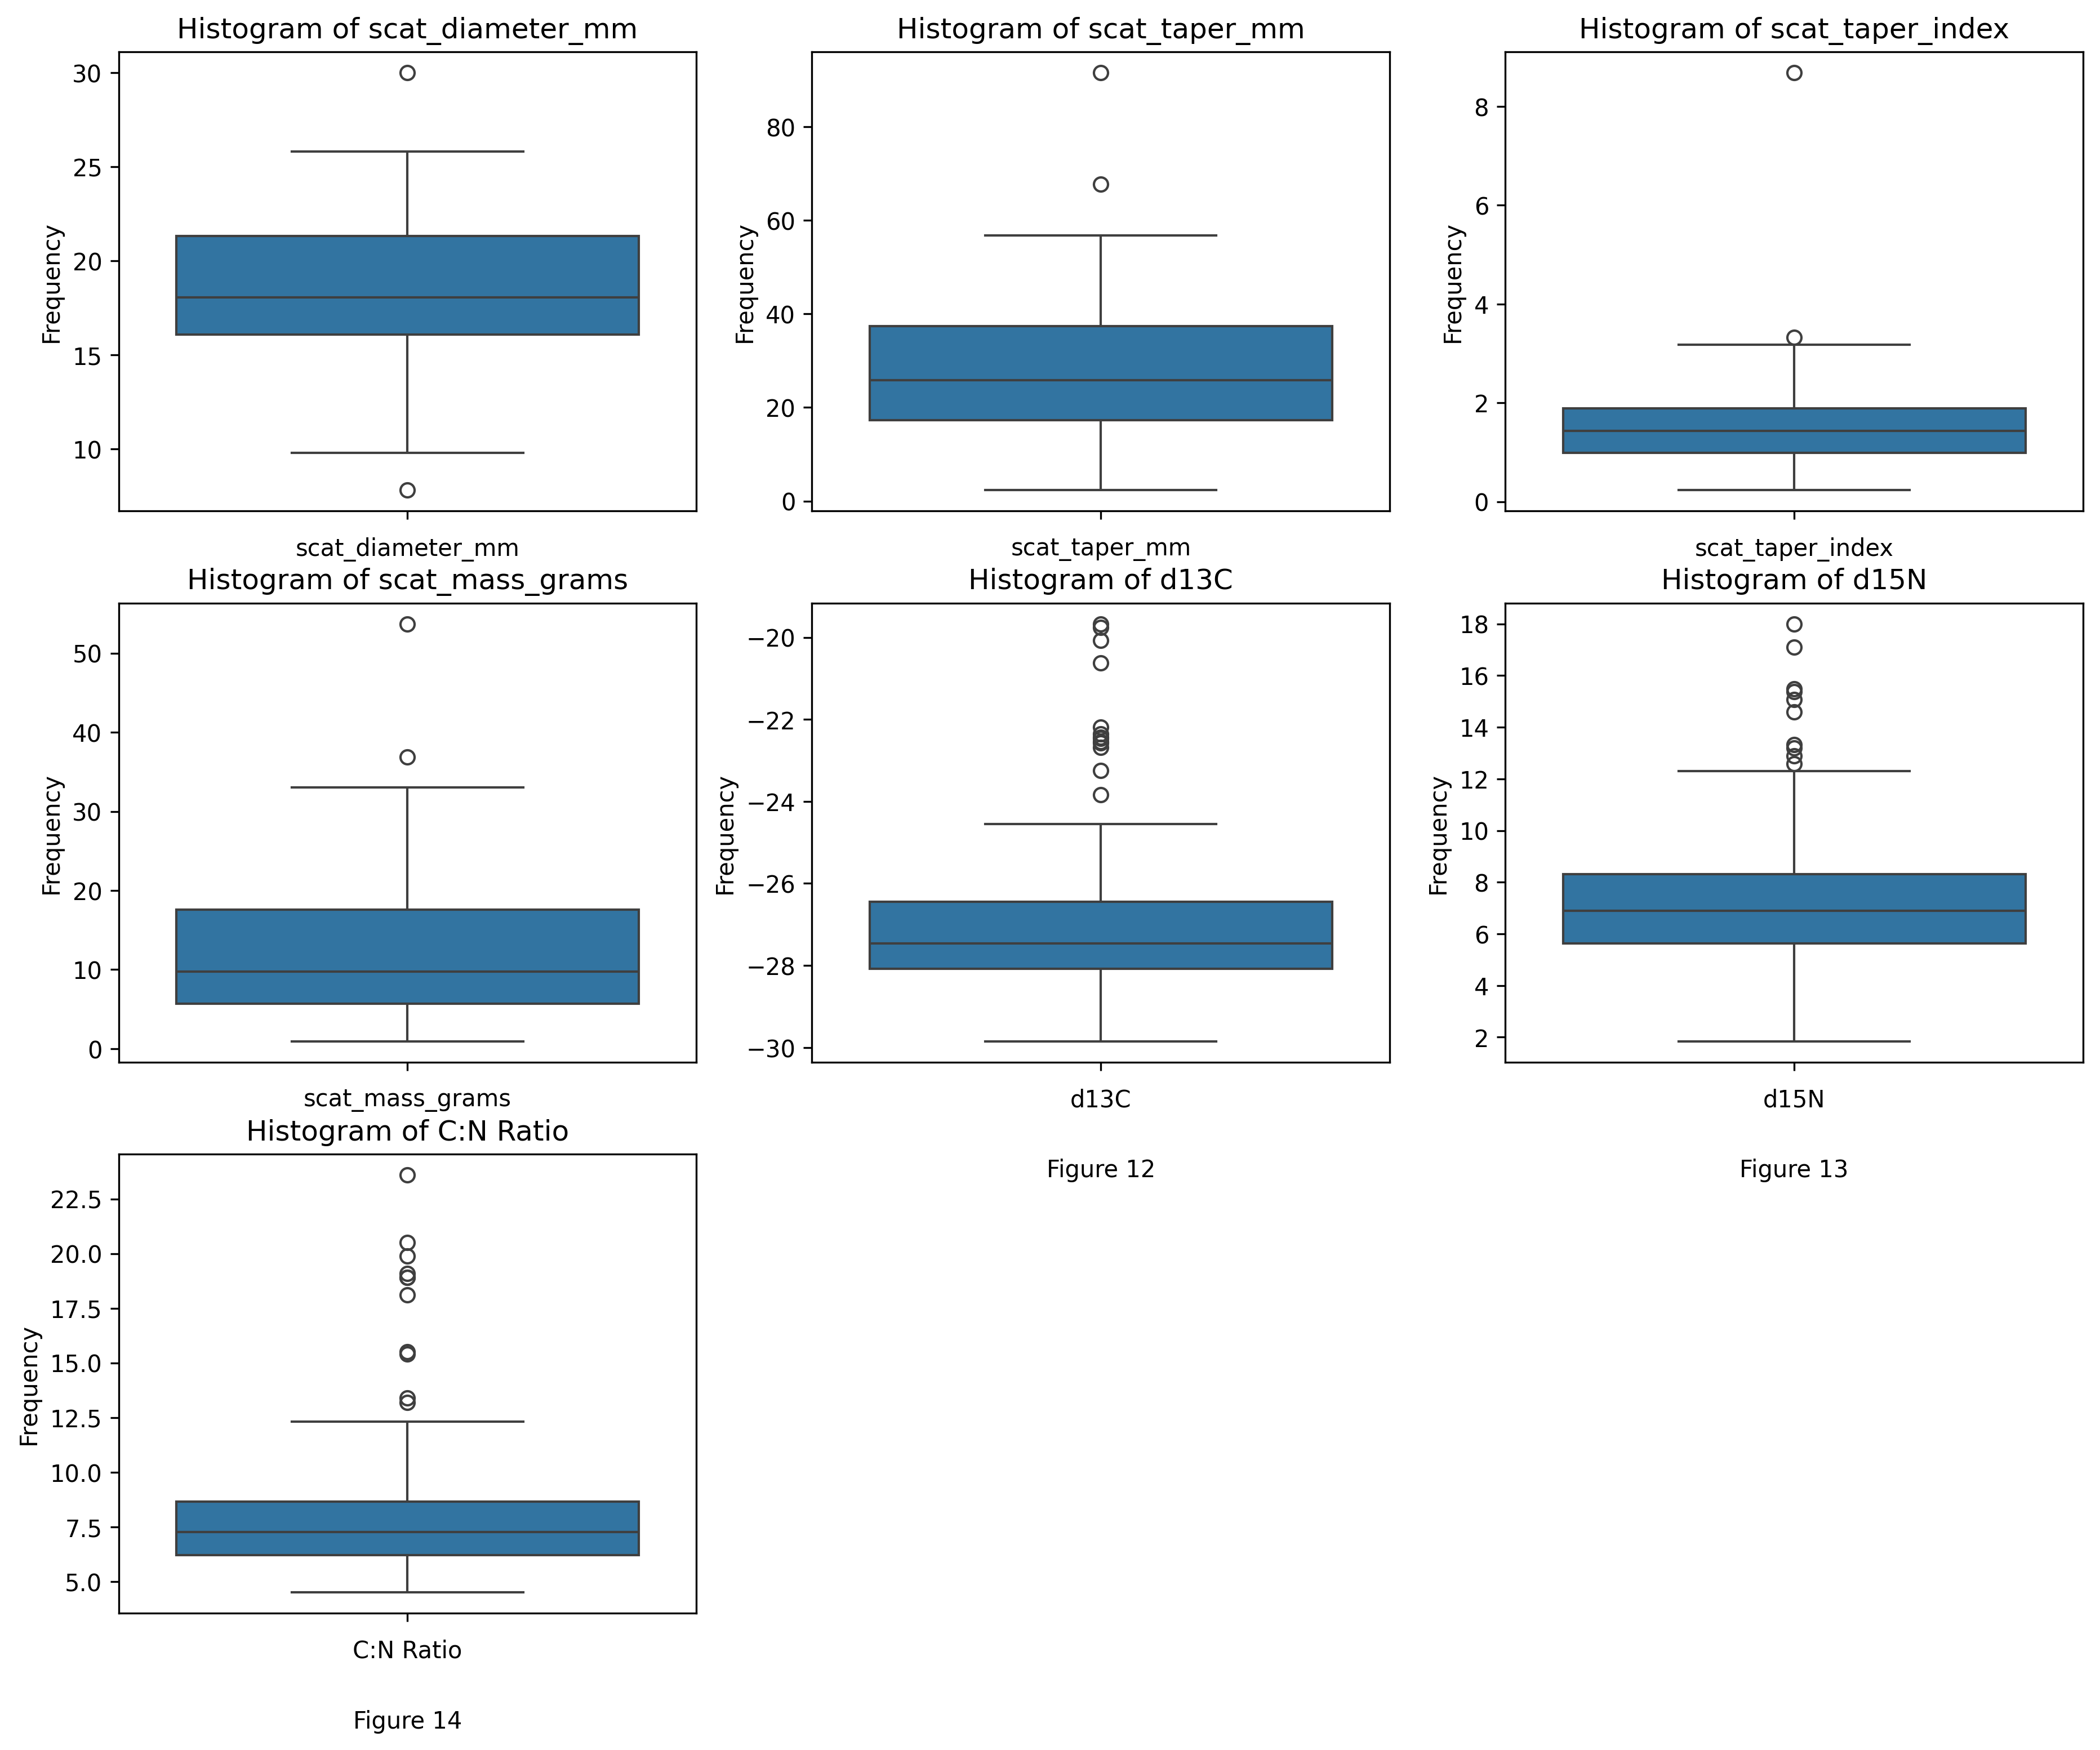 Histogram of scat_diameter_mm
Frequency
30
25
20
15
10
scat_diameter_mm
Histogram of scat_taper_mm
Frequency
80
60
40
20
0
scat_taper_mm
Histogram of scat_taper_index
Frequency
8
6
4
2
0
scat_taper_index
Histogram of scat_mass_grams
Frequency
50
40
30
20
10
0
scat_mass_grams
Histogram of d13C
Frequency
−20
−22
−24
−26
−28
−30
d13C
Figure 12
Histogram of d15N
Frequency
18
16
14
12
10
8
6
4
2
d15N
Figure 13
Histogram of C:N Ratio
Frequency
22.5
20.0
17.5
15.0
12.5
10.0
7.5
5.0
C:N Ratio
Figure 14